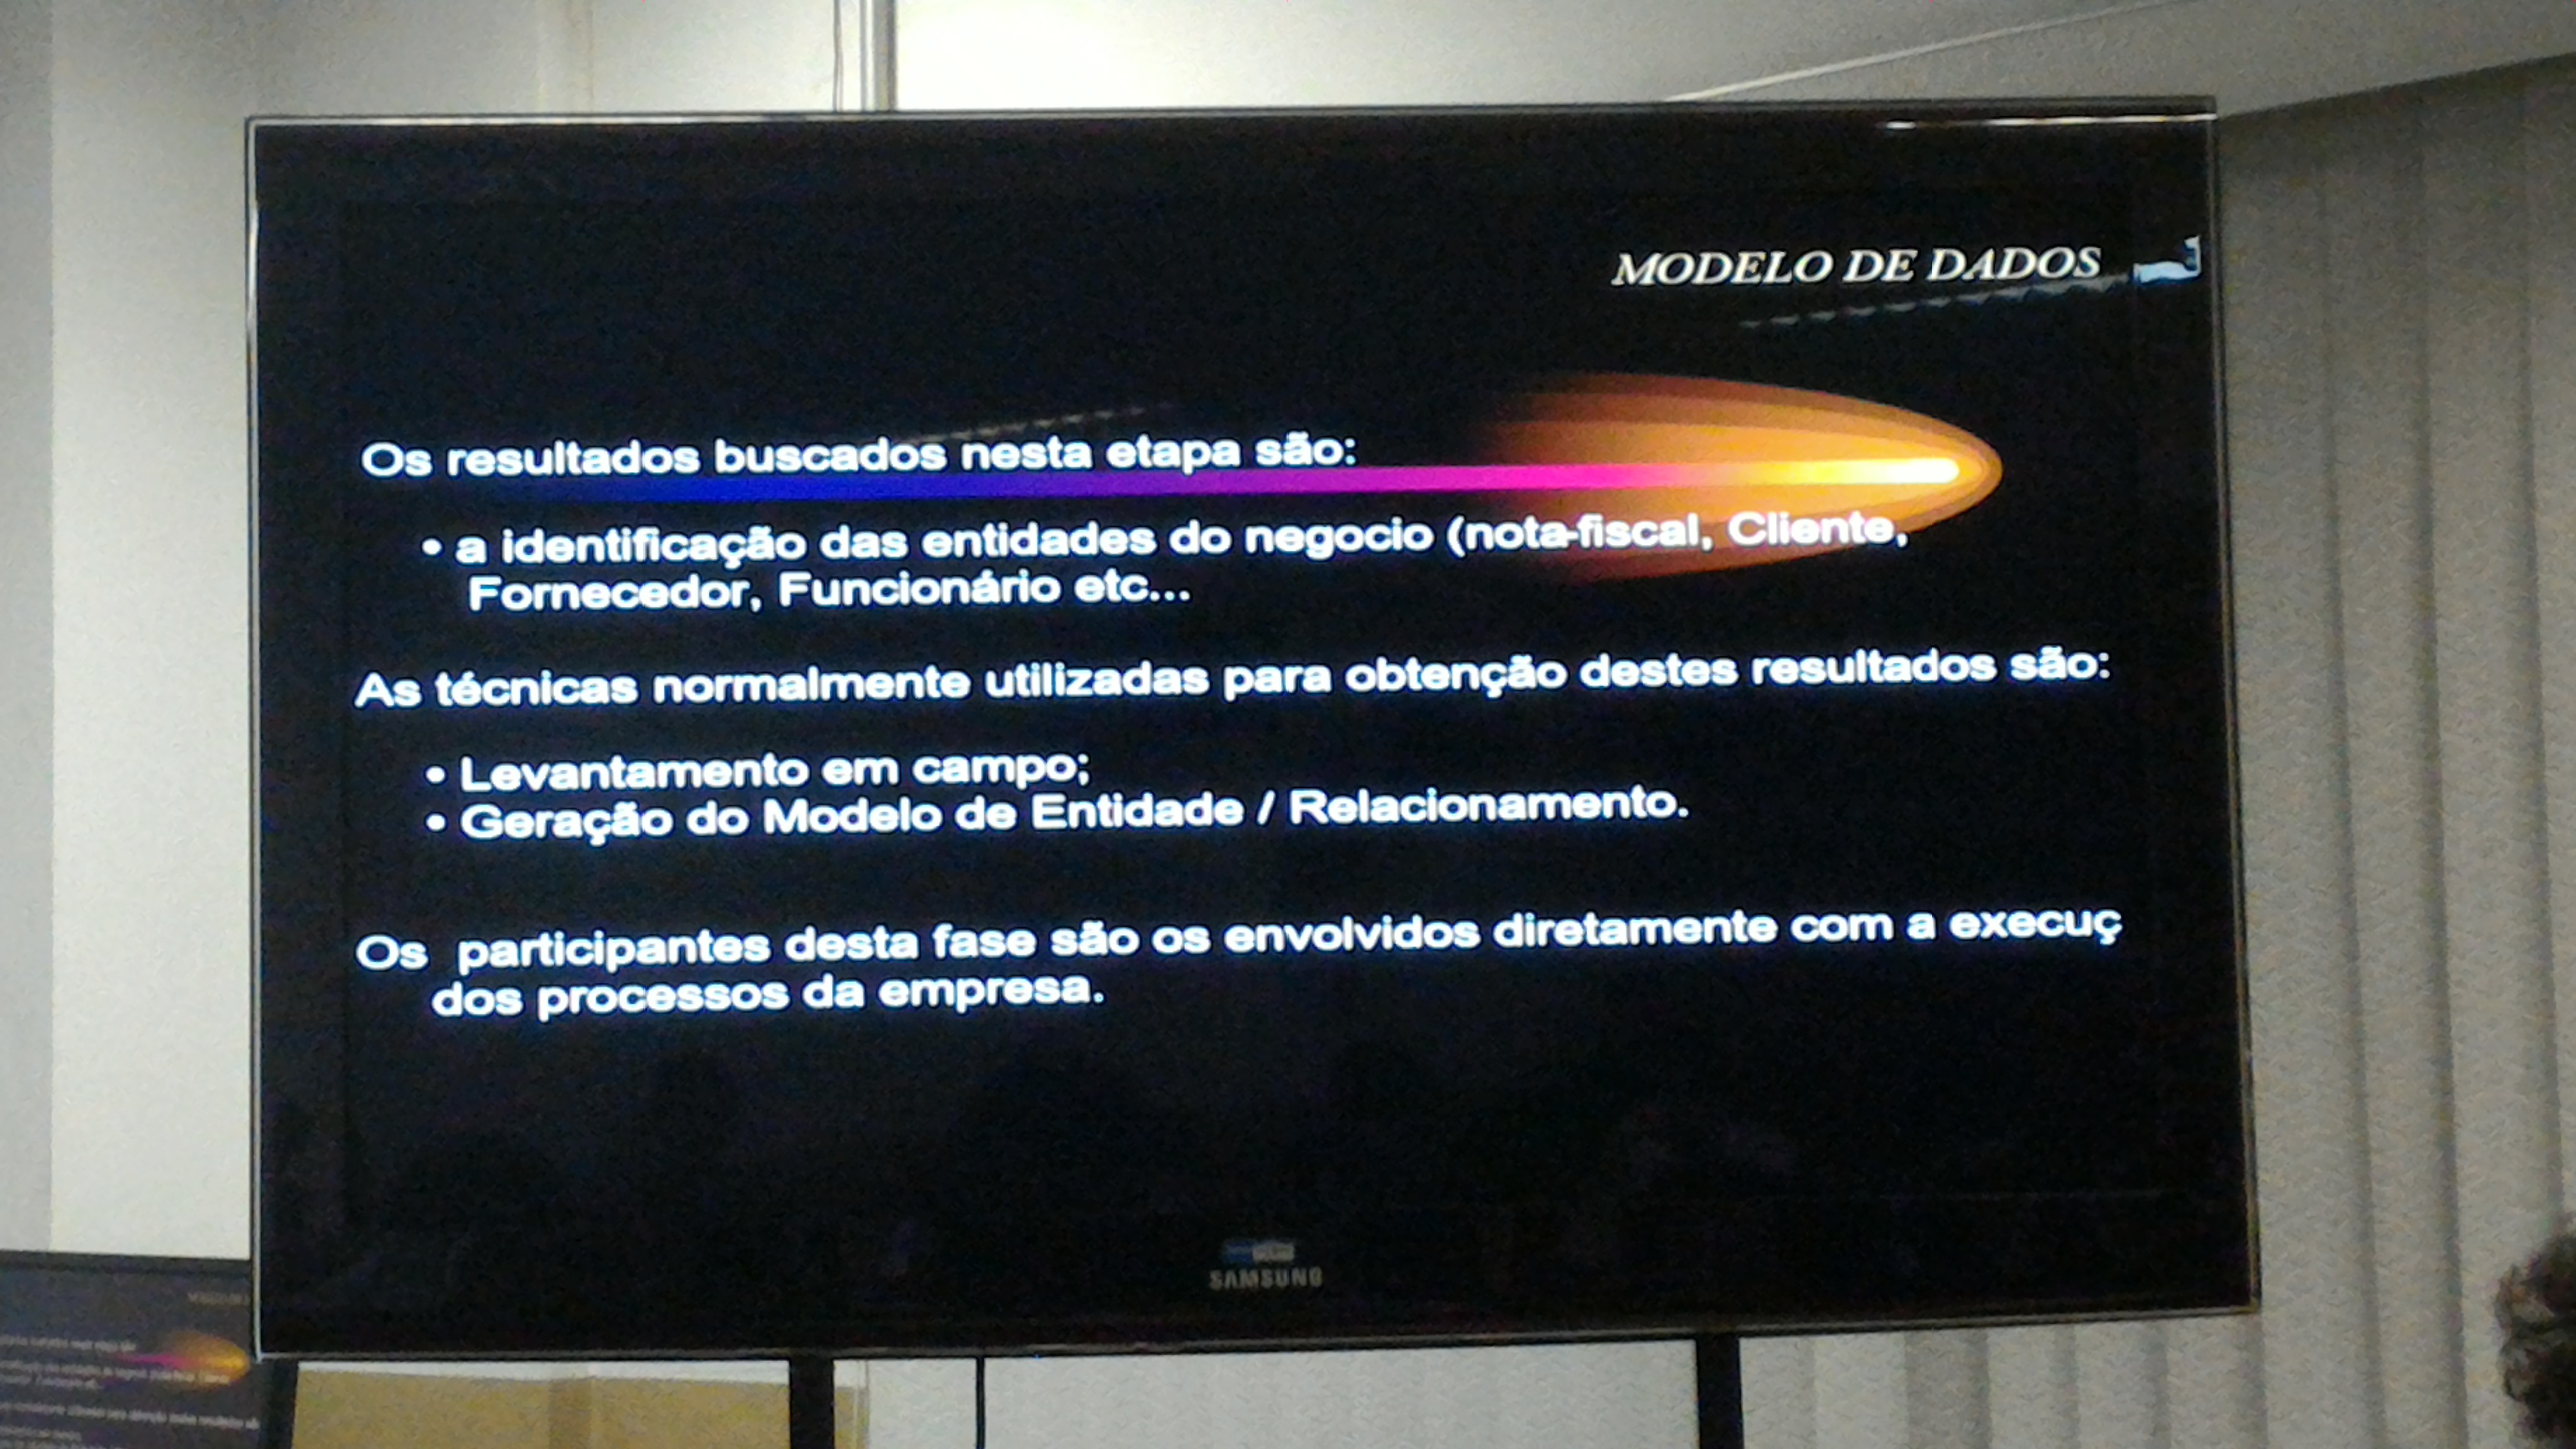 MODELO DE DADOS
Os resultados buscados nesta etapa são:
• a identificação das entidades do negocio (nota-fiscal, Cliente,
Fornecedor, Funcionário etc...
As técnicas normalmente utilizadas para obtenção destes resultados são:
• Levantamento em campo;
• Geração do Modelo de Entidade / Relacionamento.
Os participantes desta fase são os envolvidos diretamente com a execuç
dos processos da empresa.
SAMSUNG